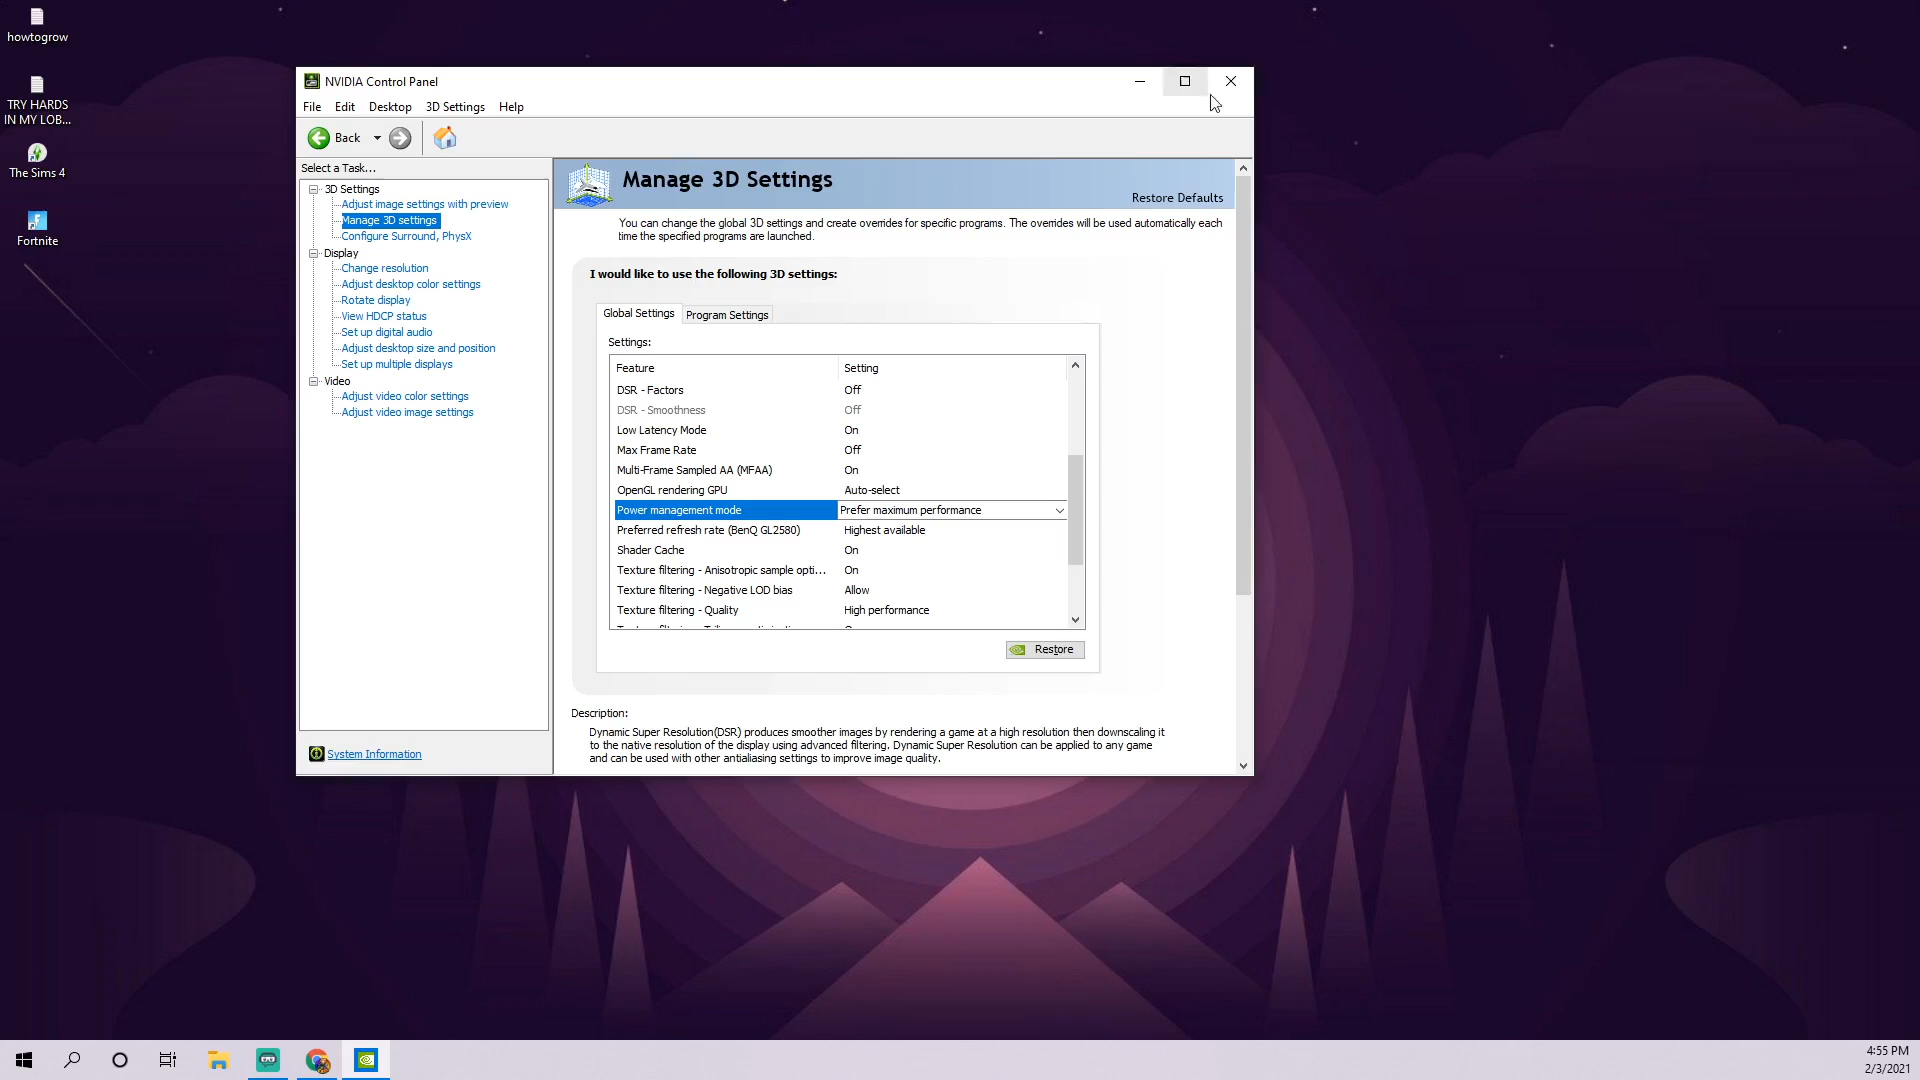 howtogrow
TRY HARDS
IN MY LOB...
The Sims 4
Fortnite
NVIDIA Control Panel
File Edit Desktop 3D Settings Help
Back
Select a Task...
3D Settings
Adjust image settings with preview
Manage 3D settings
Configure Surround, PhysX
Display
Change resolution
Adjust desktop color settings
Rotate display
View HDCP status
Set up digital audio
Adjust desktop size and position
Set up multiple displays
Video
Adjust video color settings
Adjust video image settings
System Information
Manage 3D Settings
Restore Defaults
You can change the global 3D settings and create overrides for specific programs. The overrides will be used automatically each
time the specified programs are launched.
I would like to use the following 3D settings:
Global Settings Program Settings
Settings:
Feature Setting
DSR - Factors Off
DSR - Smoothness Off
Low Latency Mode On
Max Frame Rate Off
Multi-Frame Sampled AA (MFAA) On
OpenGL rendering GPU Auto-select
Power management mode Prefer maximum performance
Preferred refresh rate (BenQ GL2580) Highest available
Shader Cache On
Texture filtering - Anisotropic sample opti... On
Texture filtering - Negative LOD bias Allow
Texture filtering - Quality High performance
Restore
Description:
Dynamic Super Resolution(DSR) produces smoother images by rendering a game at a high resolution then downscaling it
to the native resolution of the display using advanced filtering. Dynamic Super Resolution can be applied to any game
and can be used with other antialiasing settings to improve image quality.
4:55 PM
2/3/2021